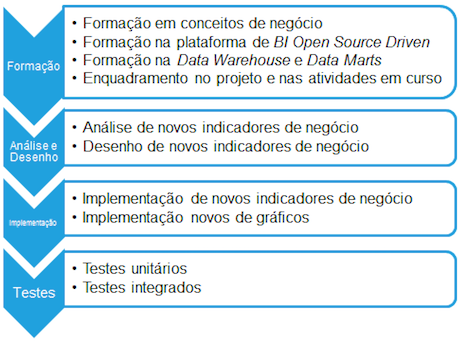 Formação
• Formação em conceitos de negócio
• Formação na plataforma de BI Open Source Driven
• Formação na Data Warehouse e Data Marts
• Enquadramento no projeto e nas atividades em curso
Análise e
Desenho
• Análise de novos indicadores de negócio
• Desenho de novos indicadores de negócio
Implementação
• Implementação de novos indicadores de negócio
• Implementação novos de gráficos
Testes
• Testes unitários
• Testes integrados